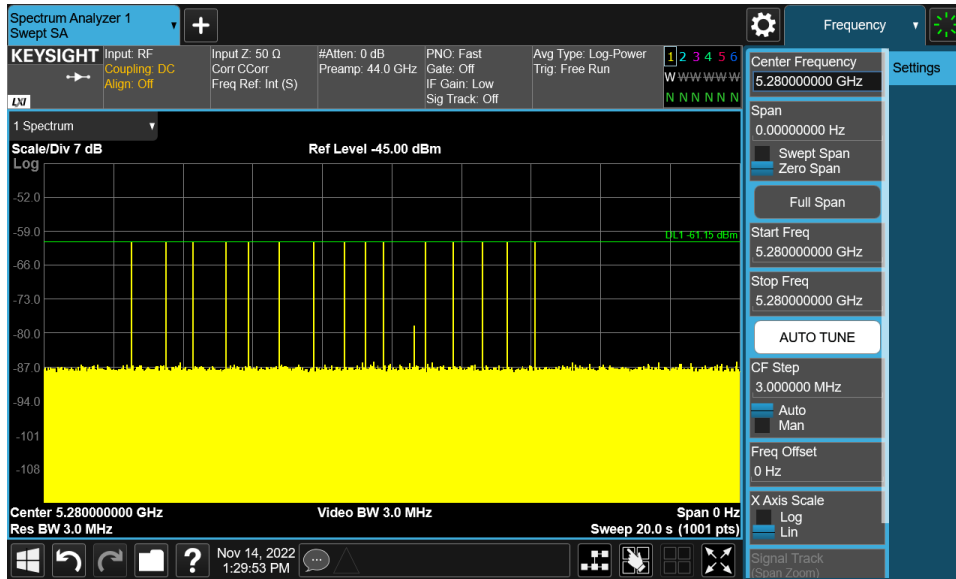 Spectrum Analyzer 1
Swept SA
Frequency
KEYSIGHT
Input: RF
Coupling: DC
Align: Off
Input Z: 50 Ω
Corr CCorr
Freq Ref: Int (S)
#Atten: 0 dB
Preamp: 44.0 GHz
PNO: Fast
Gate: Off
IF Gain: Low
Sig Track: Off
Avg Type: Log-Power
Trig: Free Run
1 2 3 4 5 6
W W W W W W
N N N N N N
LXI
1 Spectrum
Scale/Div 7 dB
Ref Level -45.00 dBm
Log
-52.0
-59.0
DL1 -61.15 dBm
-66.0
-73.0
-80.0
-87.0
-94.0
-101
-108
Center 5.280000000 GHz
Video BW 3.0 MHz
Span 0 Hz
Res BW 3.0 MHz
Sweep 20.0 s (1001 pts)
Nov 14, 2022
1:29:53 PM
Center Frequency
5.280000000 GHz
Settings
Span
0.00000000 Hz
Swept Span
Zero Span
Full Span
Start Freq
5.280000000 GHz
Stop Freq
5.280000000 GHz
AUTO TUNE
CF Step
3.000000 MHz
Auto
Man
Freq Offset
0 Hz
X Axis Scale
Log
Lin
Signal Track
(Span Zoom)